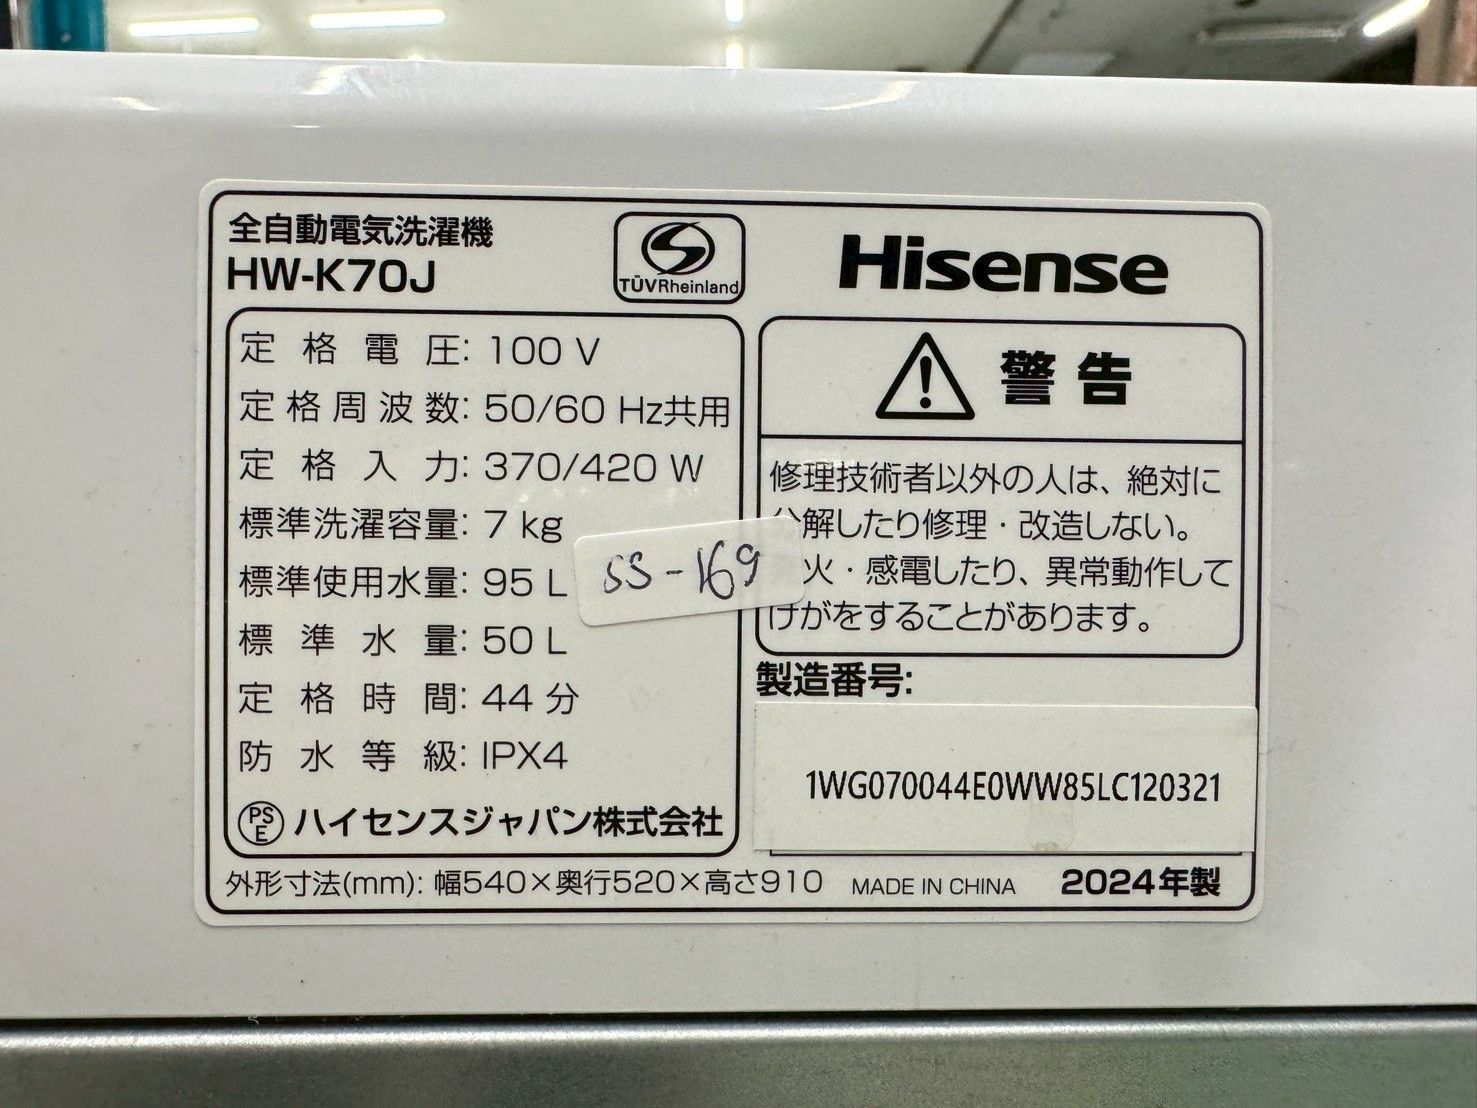 全自動電気洗濯機
HW-K70J
TÜVRheinland
Hisense
定格電圧: 100 V
定格周波数: 50/60 Hz共用
定格入力: 370/420 W
標準洗濯容量: 7 kg
標準使用水量: 95 L
標準水量: 50 L
定格時間: 44 分
防水等級: IPX4
PSE ハイセンスジャパン株式会社
SS-169
警告
修理技術者以外の人は、絶対に
分解したり修理・改造しない。
発火・感電したり、異常動作して
けがをすることがあります。
製造番号:
1WG070044E0WW85LC120321
外形寸法(mm): 幅540×奥行520×高さ910 MADE IN CHINA 2024年製